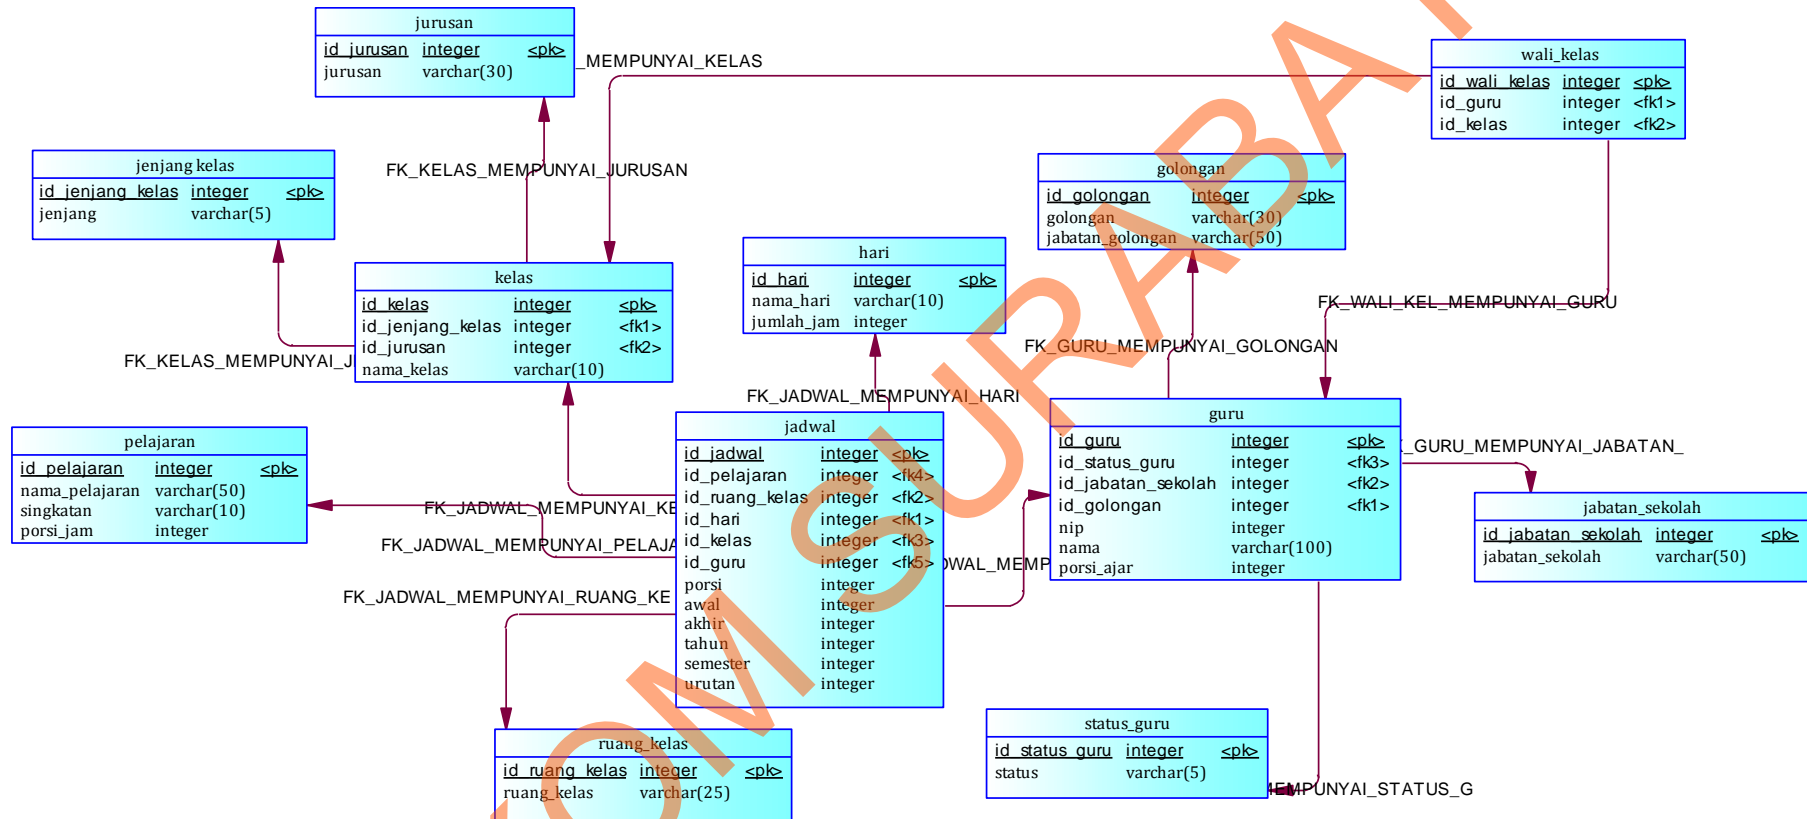 jurusan
id_jurusan integer <pk>
jurusan varchar(30)
_MEMPUNYAI_KELAS
wali_kelas
id_wali_kelas integer <pk>
id_guru integer <fk1>
id_kelas integer <fk2>
jenjang kelas
id_jenjang_kelas integer <pk>
jenjang varchar(5)
FK_KELAS_MEMPUNYAI_JURUSAN
golongan
id_golongan integer <pk>
golongan varchar(30)
jabatan_golongan varchar(50)
hari
id_hari integer <pk>
nama_hari varchar(10)
jumlah_jam integer
kelas
id_kelas integer <pk>
id_jenjang_kelas integer <fk1>
id_jurusan integer <fk2>
nama_kelas varchar(10)
FK_WALI_KEL_MEMPUNYAI_GURU
FK_GURU_MEMPUNYAI_GOLONGAN
FK_KELAS_MEMPUNYAI_J
FK_JADWAL_MEMPUNYAI_HARI
pelajaran
id_pelajaran integer <pk>
nama_pelajaran varchar(50)
singkatan varchar(10)
porsi_jam integer
jadwal
id_jadwal integer <pk>
id_pelajaran integer <fk4>
id_ruang_kelas integer <fk2>
id_hari integer <fk1>
id_kelas integer <fk3>
id_guru integer <fk5>
porsi integer
awal integer
akhir integer
tahun integer
semester integer
urutan integer
guru
id_guru integer <pk>
id_status_guru integer <fk3>
id_jabatan_sekolah integer <fk2>
id_golongan integer <fk1>
nip integer
nama varchar(100)
porsi_ajar integer
_GURU_MEMPUNYAI_JABATAN_
jabatan_sekolah
id_jabatan_sekolah integer <pk>
jabatan_sekolah varchar(50)
FK_JADWAL_MEMPUNYAI_KE
FK_JADWAL_MEMPUNYAI_PELAJA
DWAL_MEMP
FK_JADWAL_MEMPUNYAI_RUANG_KE
ruang_kelas
id_ruang_kelas integer <pk>
ruang_kelas varchar(25)
status_guru
id_status_guru integer <pk>
status varchar(5)
MEMPUNYAI_STATUS_G
OM SURABAY